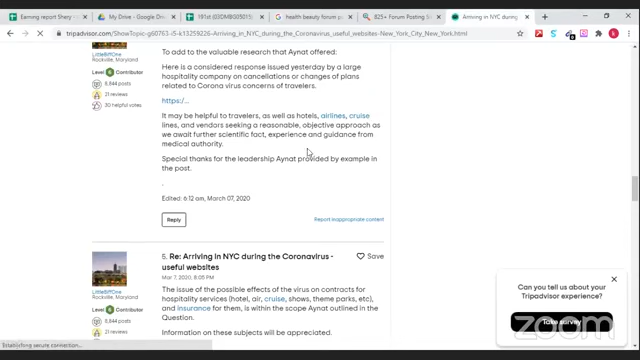 Earning report Shery
My Drive - Google Dri
191st (03DMBG05015
health beauty forum p
825+ Forum Posting S
Arriving in NYC during
tripadvisor.com/ShowTopic-g60763-i5-k13259226-Arriving_in_NYC_during_the_Coronavirus_useful_websites-New_York_City_New_York.html
To add to the valuable research that Aynat offered:
LittleBitYOne
Rockville, Maryland
Level 6 Contributor
8,844 posts
21 reviews
30 helpful votes
Here is a considered response issued yesterday by a large
hospitality company on cancellations or changes of plans
related to Corona virus concerns of travelers.
https:/...
It may be helpful to travelers, as well as hotels, airlines, cruise
lines, and vendors seeking a reasonable, objective approach as
we await further scientific fact, experience and guidance from
medical authority.
Special thanks for the leadership Aynat provided by example in
the post.
.
Edited: 6:12 am, March 07, 2020
Reply
Report inappropriate content
5. Re: Arriving in NYC during the Coronavirus -
useful websites
Save
Mar 7, 2020, 8:05 PM
LittleBitYOne
Rockville, Maryland
Level 6 Contributor
8,844 posts
21 reviews
The issue of the possible effects of the virus on contracts for
hospitality services (hotel, air, cruise, shows, theme parks, etc),
and insurance for them, is within the scope Aynat outlined in the
Question.
Information on these subjects will be appreciated.
Can you tell us about your
Tripadvisor experience?
Take survey
zoom
Establishing secure connection...